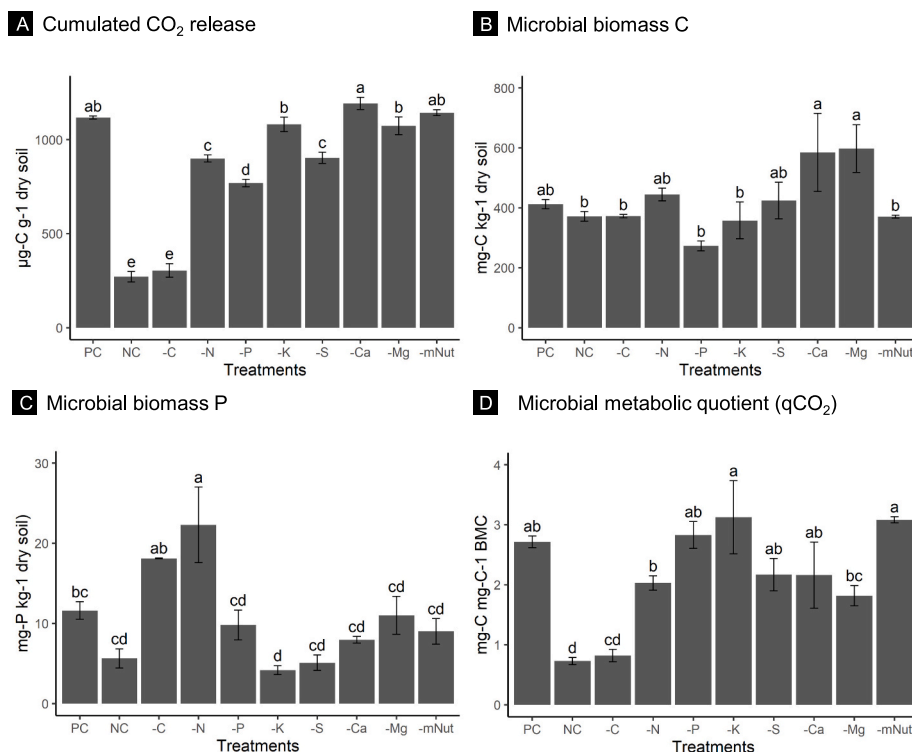 A Cumulated CO₂ release
µg-C g-1 dry soil
1000
500
0
ab
e
e
c
d
b
c
a
b
ab
PC NC -C -N -P -K -S -Ca -Mg -mNut
Treatments
B Microbial biomass C
mg-C kg-1 dry soil
800
600
400
200
0
ab
b
b
ab
b
b
ab
a
a
b
PC NC -C -N -P -K -S -Ca -Mg -mNut
Treatments
C Microbial biomass P
mg-P kg-1 dry soil)
30
20
10
0
bc
cd
ab
a
cd
d
cd
cd
cd
cd
PC NC -C -N -P -K -S -Ca -Mg -mNut
Treatments
D Microbial metabolic quotient (qCO₂)
mg-C mg-C-1 BMC
4
3
2
1
0
ab
d
cd
b
ab
a
ab
ab
bc
a
PC NC -C -N -P -K -S -Ca -Mg -mNut
Treatments